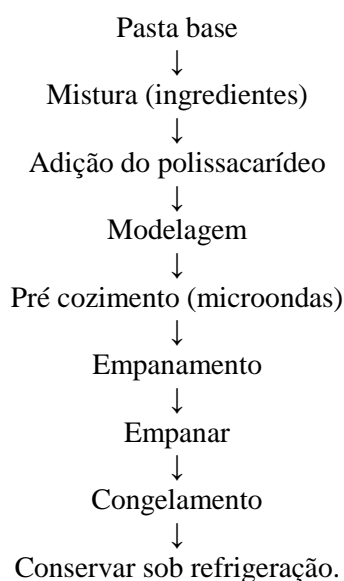 Pasta base
↓
Mistura (ingredientes)
↓
Adição do polissacarídeo
↓
Modelagem
↓
Pré cozimento (microondas)
↓
Empanamento
↓
Empanar
↓
Congelamento
↓
Conservar sob refrigeração.